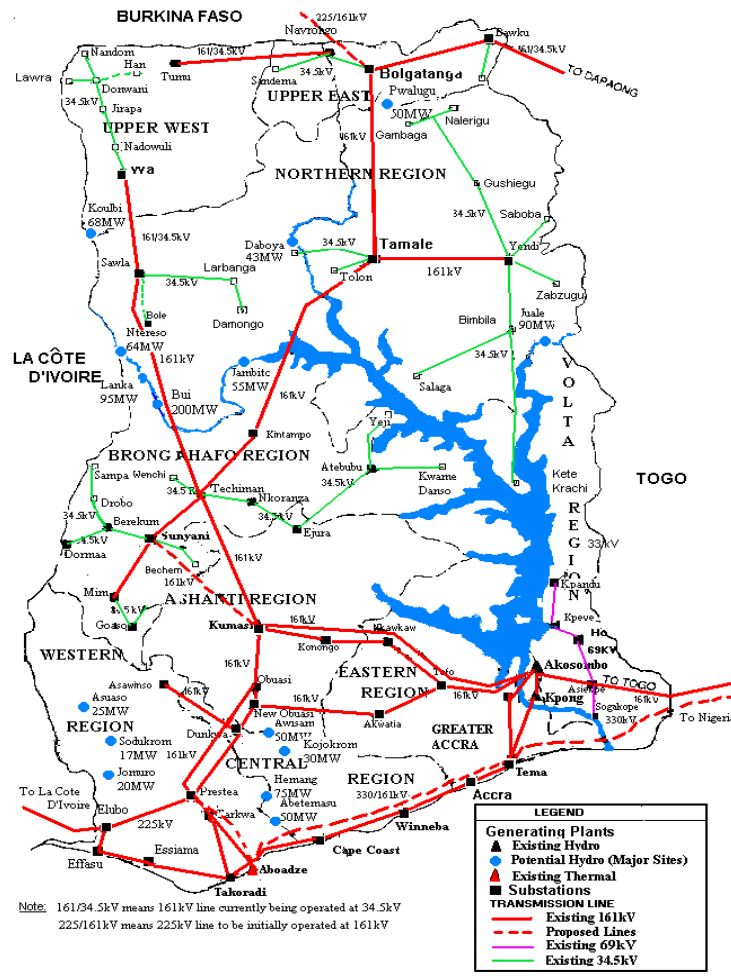 BURKINA FASO
225/161kV
Navrongo
Bawku
161/34.5kV
161/34.5kV
Nandom
Han
Lawra
Tumu
Sandema
34.5kV
Bolgatanga
TO DAPAONG
34.5kV
Donwani
Jirapa
UPPER EAST
Pwalugu
50MW
Nalerigu
UPPER WEST
Gambaga
161kV
Nadowuli
wa
NORTHERN REGION
Gushiegu
Koulbi
68MW
34.5kV
Saboba
161/34.5kV
Daboya
43MW
34.5kV
Tamale
Yendi
Sawla
Larbanga
34.5kV
Tolon
161kV
Zabzugu
Bole
Damongo
Bimbila
Juale
90MW
Ntereso
64MW
LA CÔTE
D'IVOIRE
161kV
34.5kV
VOLTA
REGION
Lanka
95MW
Bui
200MW
Jambito
55MW
Salaga
161kV
Kintampo
Yeji
BRONG AHAFO REGION
Sampa
Wenchi
Atebubu
34.5kV
Kwame
Danso
Kete
Krachi
TOGO
34.5
Techiman
Nkoranza
Drobo
34.5kV
Berekum
34.5kV
Ejura
34.5kV
Dormaa
Sunyani
33kV
Bechem
161kV
161kV
Mim
34.5kV
Goaso
ASHANTI REGION
Kpandu
Kumasi
161kV
Nkawkaw
Kpeve
Konongo
Ho
69KV
WESTERN
161kV
EASTERN
REGION
Tafo
Akosombo
TO TOGO
Asawinso
Obuasi
161kV
Asiekpe
Asuaso
25MW
161kV
New Obuasi
161kV
Kpong
Sogakope
330kV
To Nigeria
REGION
Dunkwa
Awisam
50MW
Akwatia
GREATER
ACCRA
Sodukrom
17MW
161kV
Kojokrom
30MW
CENTRAL
REGION
Tema
Jomuro
20MW
Hemang
75MW
330/161kV
Accra
To La Cote
D'Ivoire
Prestea
Abetemasu
50MW
Elubo
225kV
Tarkwa
Winneba
Effasu
Essiama
Cape Coast
Takoradi
Aboadze
LEGEND
Generating Plants
Existing Hydro
Potential Hydro (Major Sites)
Existing Thermal
Substations
TRANSMISSION LINE
Existing 161kV
Proposed Lines
Existing 69kV
Existing 34.5kV
Note: 161/34.5kV means 161kV line currently being operated at 34.5kV
225/161kV means 225kV line to be initially operated at 161kV